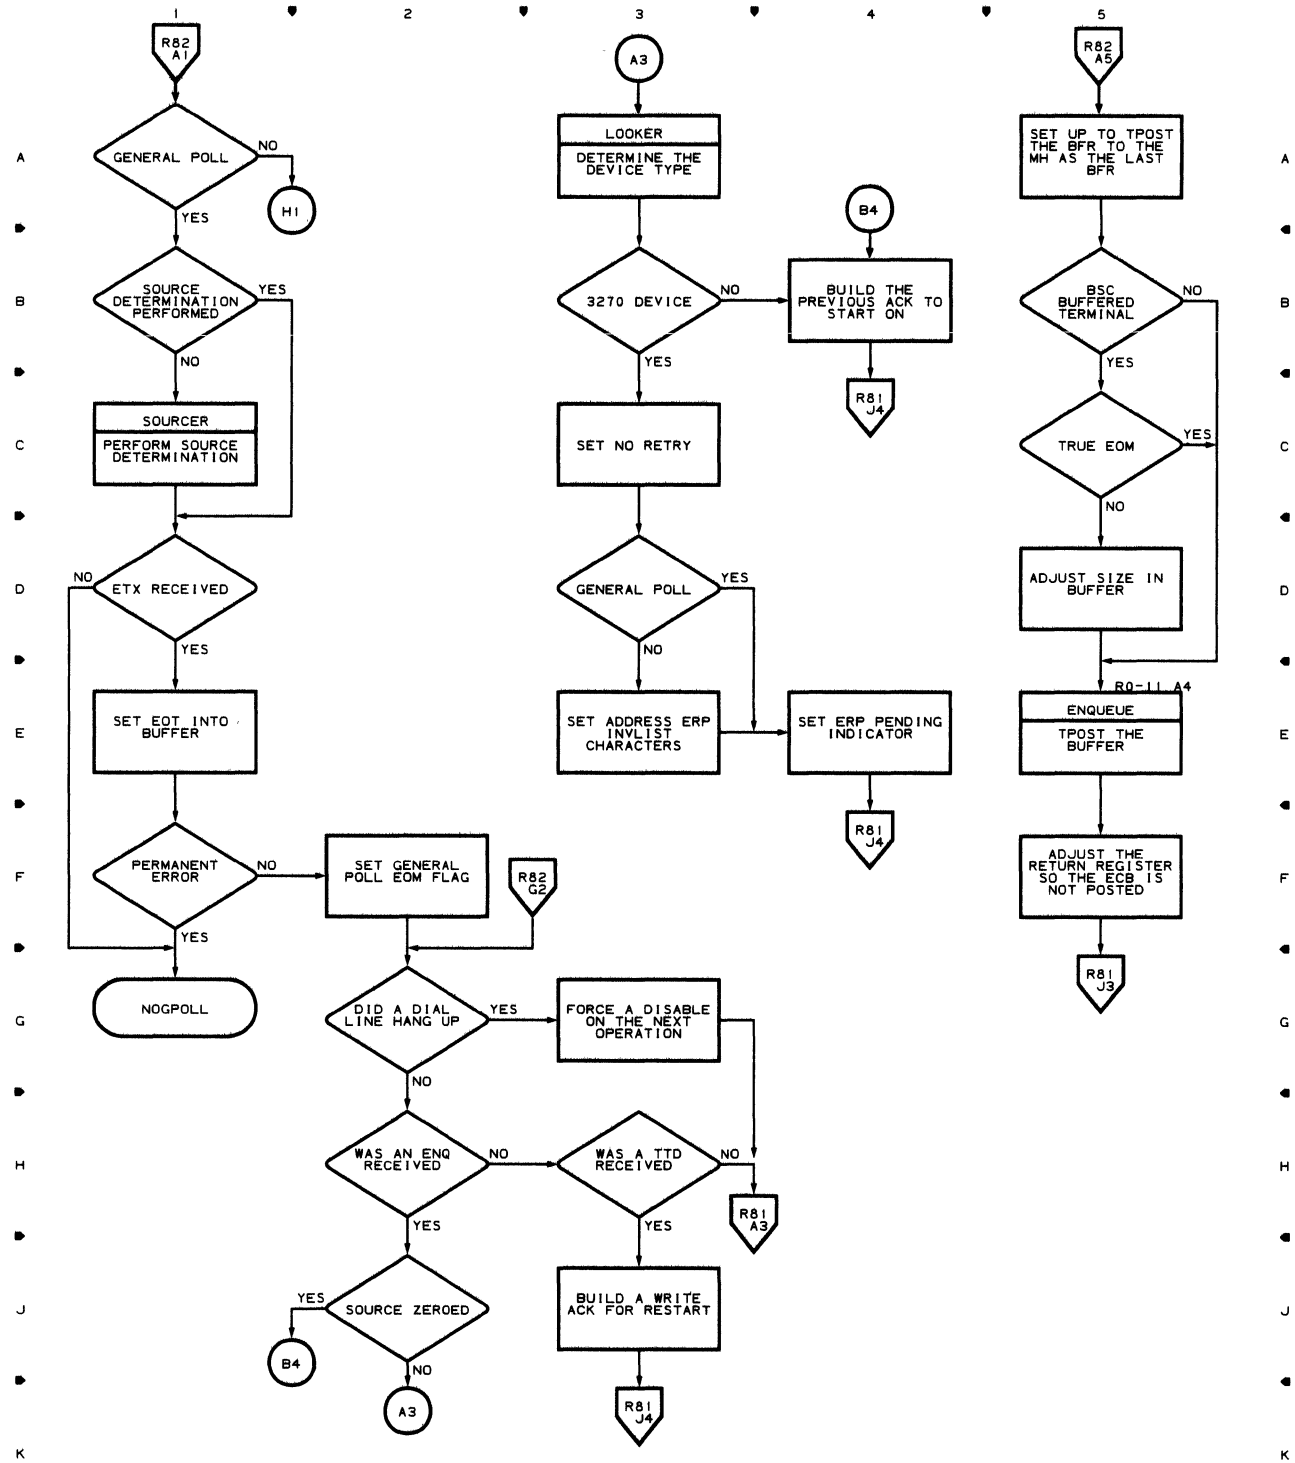 1 2 3 4 5
R82
A1
GENERAL POLL
NO
H1
YES
SOURCE
DETERMINATION
PERFORMED
YES
NO
SOURCER
PERFORM SOURCE
DETERMINATION
ETX RECEIVED
NO
YES
SET EOT INTO
BUFFER
PERMANENT
ERROR
NO
YES
NOGPOLL
SET GENERAL
POLL EOM FLAG
R82
G2
DID A DIAL
LINE HANG UP
YES
NO
FORCE A DISABLE
ON THE NEXT
OPERATION
WAS AN ENQ
RECEIVED
NO
YES
WAS A TTD
RECEIVED
NO
R81
A3
YES
SOURCE ZEROED
YES
B4
NO
A3
BUILD A WRITE
ACK FOR RESTART
R81
J4
A3
LOOKER
DETERMINE THE
DEVICE TYPE
3270 DEVICE
NO
YES
B4
BUILD THE
PREVIOUS ACK TO
START ON
R81
J4
SET NO RETRY
GENERAL POLL
YES
NO
SET ADDRESS ERP
INVLIST
CHARACTERS
SET ERP PENDING
INDICATOR
R81
J4
R82
A5
SET UP TO TPOST
THE BFR TO THE
MH AS THE LAST
BFR
BSC
BUFFERED
TERMINAL
NO
YES
TRUE EOM
YES
NO
ADJUST SIZE IN
BUFFER
R0-11 A4
ENQUEUE
TPOST THE
BUFFER
ADJUST THE
RETURN REGISTER
SO THE ECB IS
NOT POSTED
R81
J3
A A
B B
C C
D D
E E
F F
G G
H H
J J
K K